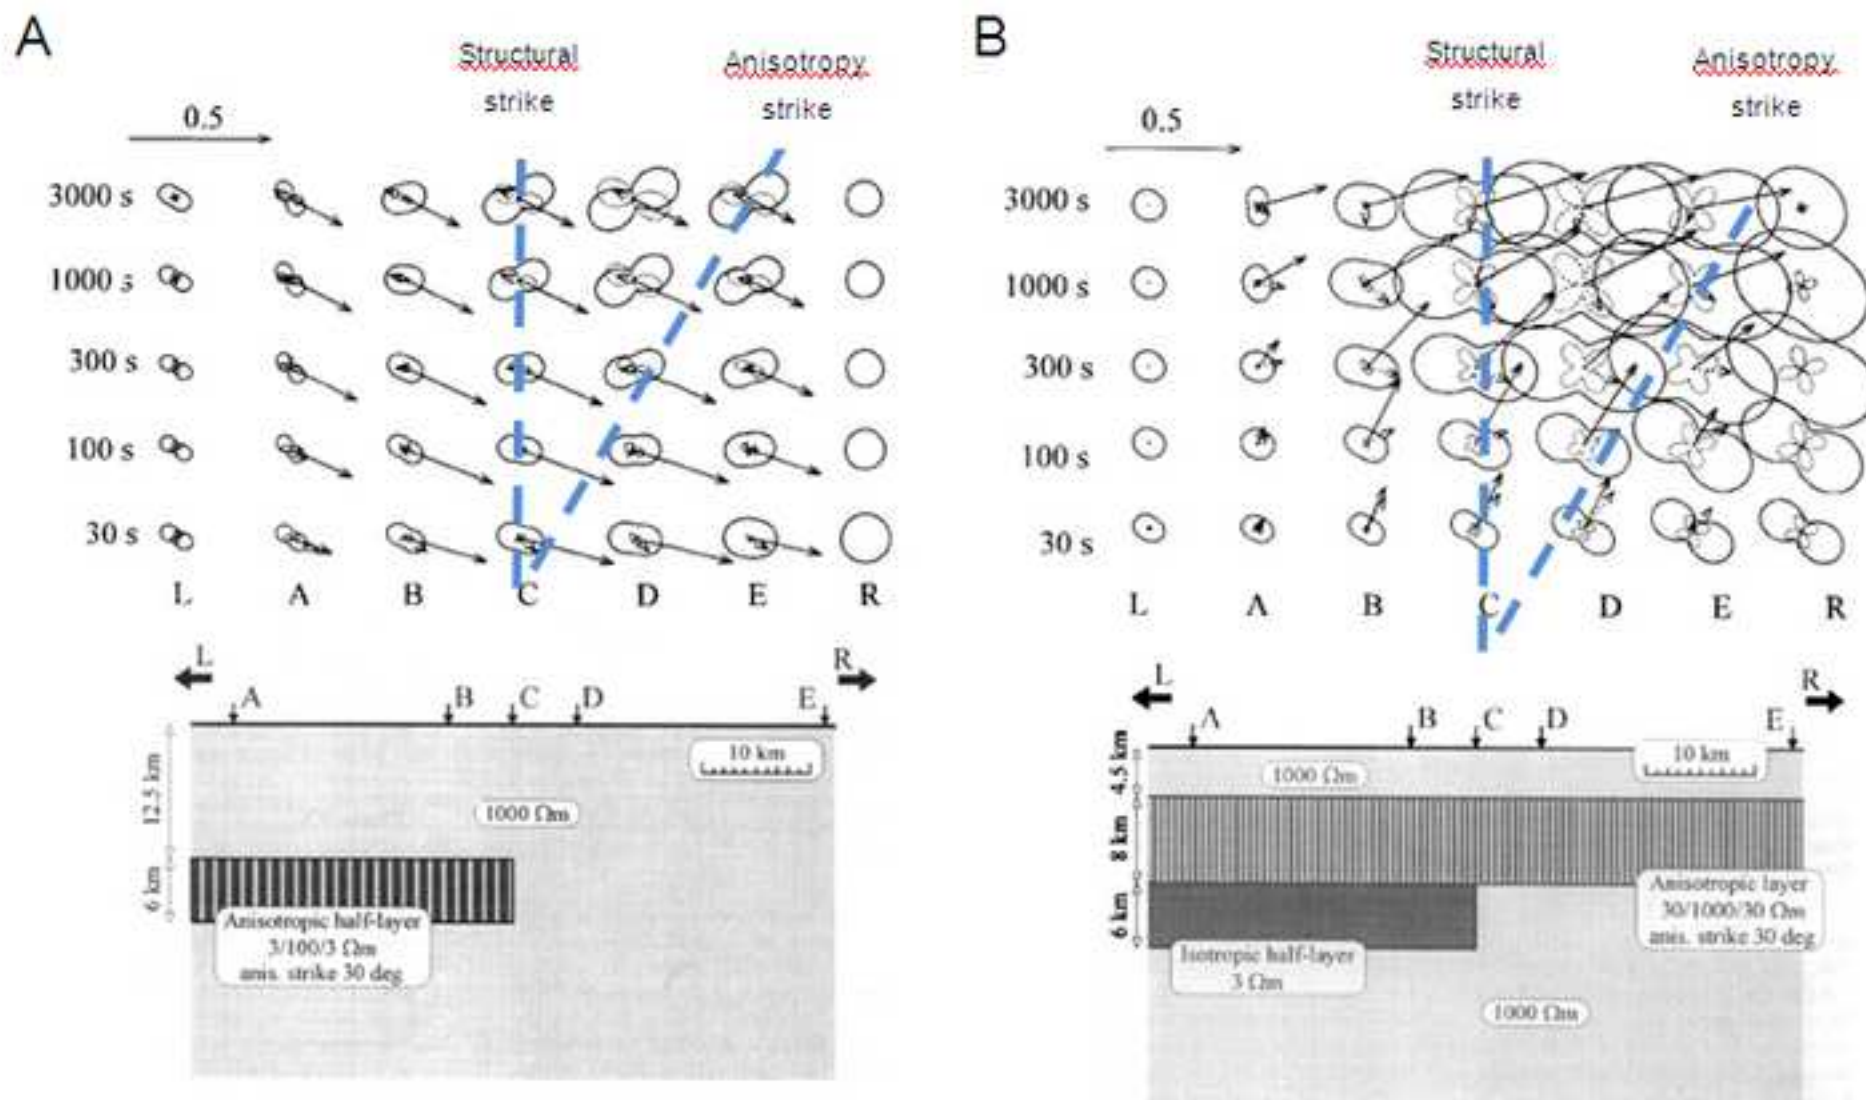 A
Structural
strike
Anisotropy
strike
0.5
3000 s
1000 s
300 s
100 s
30 s
L A B C D E R
L R
A B C D E
10 km
12.5 km
1000 Ωm
6 km
Anisotropic half-layer
3/100/3 Ωm
anis. strike 30 deg
B
Structural
strike
Anisotropy
strike
0.5
3000 s
1000 s
300 s
100 s
30 s
L A B C D E R
L R
A B C D E
10 km
4.5 km
1000 Ωm
8 km
Anisotropic layer
30/1000/30 Ωm
anis. strike 30 deg
6 km
Isotropic half-layer
3 Ωm
1000 Ωm